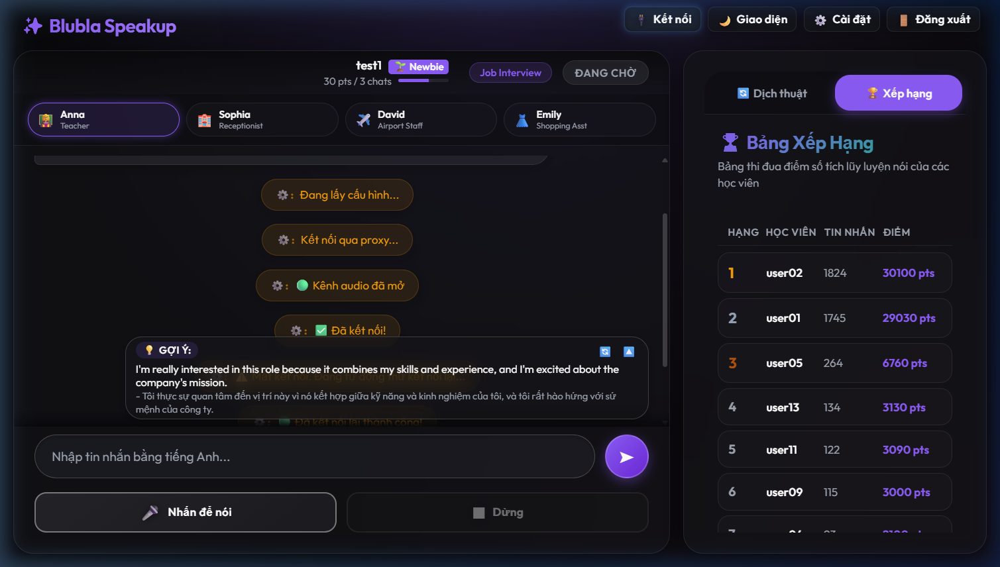 Blubla Speakup
Kết nối
Giao diện
Cài đặt
Đăng xuất
test1
Newbie
30 pts / 3 chats
Job Interview
ĐANG CHỜ
Anna
Teacher
Sophia
Receptionist
David
Airport Staff
Emily
Shopping Asst
: Đang lấy cấu hình...
: Kết nối qua proxy...
: Kênh audio đã mở
: Đã kết nối!
GỢI Ý:
I'm really interested in this role because it combines my skills and experience, and I'm excited about the
company's mission.
- Tôi thực sự quan tâm đến vị trí này vì nó kết hợp giữa kỹ năng và kinh nghiệm của tôi, và tôi rất hào hứng với sứ
mệnh của công ty.
: Đã kết nối lại thành công!
Nhập tin nhắn bằng tiếng Anh...
Nhấn để nói
Dừng
Dịch thuật
Xếp hạng
Bảng Xếp Hạng
Bảng thi đua điểm số tích lũy luyện nói của các
học viên
HẠNG HỌC VIÊN TIN NHẮN ĐIỂM
1 user02 1824 30100 pts
2 user01 1745 29030 pts
3 user05 264 6760 pts
4 user13 134 3130 pts
5 user11 122 3090 pts
6 user09 115 3000 pts